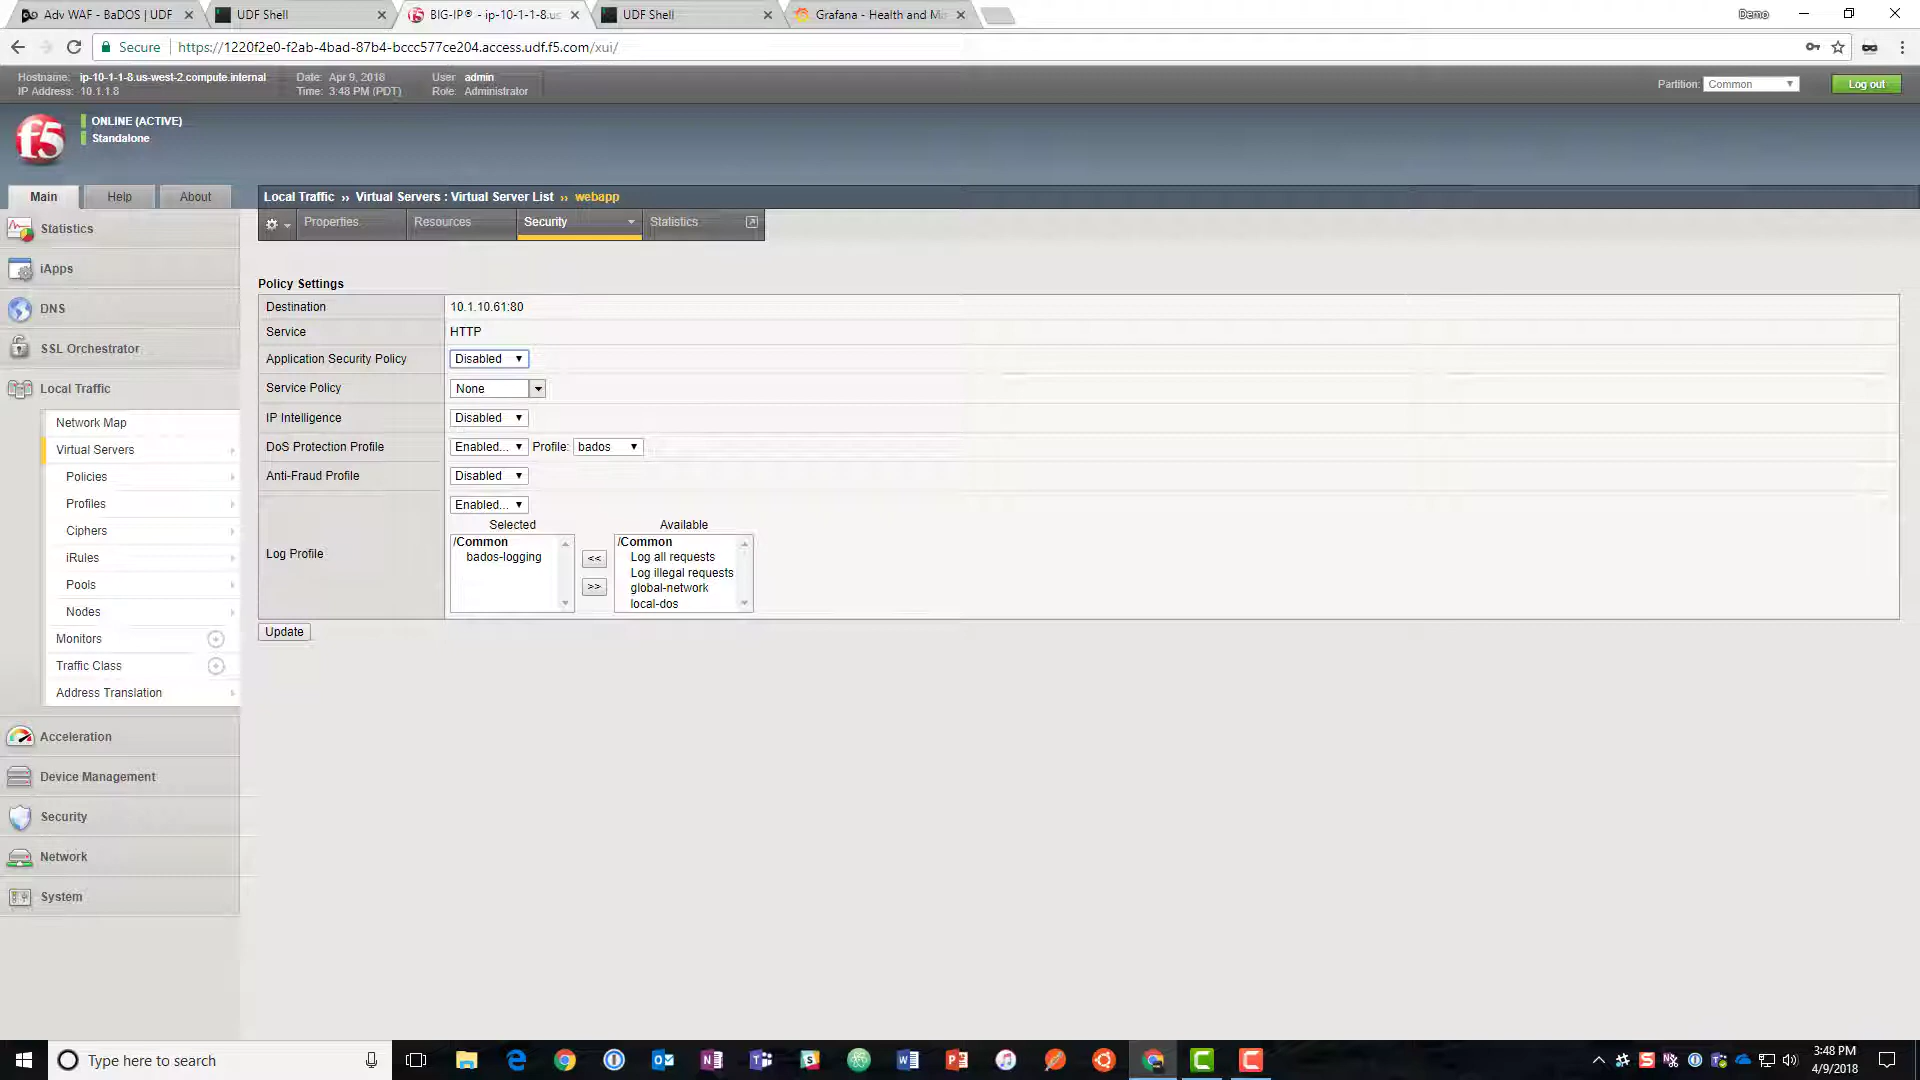 Adv WAF - BaDOS | UDF
UDF Shell
BIG-IP® - ip-10-1-1-8.us
UDF Shell
Grafana - Health and Mi
Demo
Secure
https://1220f2e0-f2ab-4bad-87b4-bccc577ce204.access.udf.f5.com/xui/
Hostname: ip-10-1-1-8.us-west-2.compute.internal
IP Address: 10.1.1.8
Date: Apr 9, 2018
Time: 3:48 PM (PDT)
User admin
Role: Administrator
Partition: Common
Log out
f5
ONLINE (ACTIVE)
Standalone
Main
Help
About
Local Traffic ›› Virtual Servers : Virtual Server List ›› webapp
Properties
Resources
Security
Statistics
Statistics
iApps
DNS
SSL Orchestrator
Local Traffic
Network Map
Virtual Servers
Policies
Profiles
Ciphers
iRules
Pools
Nodes
Monitors
Traffic Class
Address Translation
Acceleration
Device Management
Security
Network
System
Policy Settings
Destination 10.1.10.61:80
Service HTTP
Application Security Policy Disabled
Service Policy None
IP Intelligence Disabled
DoS Protection Profile Enabled... Profile: bados
Anti-Fraud Profile Disabled
Log Profile
Enabled...
Selected
/Common
bados-logging
<<
>>
Available
/Common
Log all requests
Log illegal requests
global-network
local-dos
Update
Type here to search
3:48 PM
4/9/2018